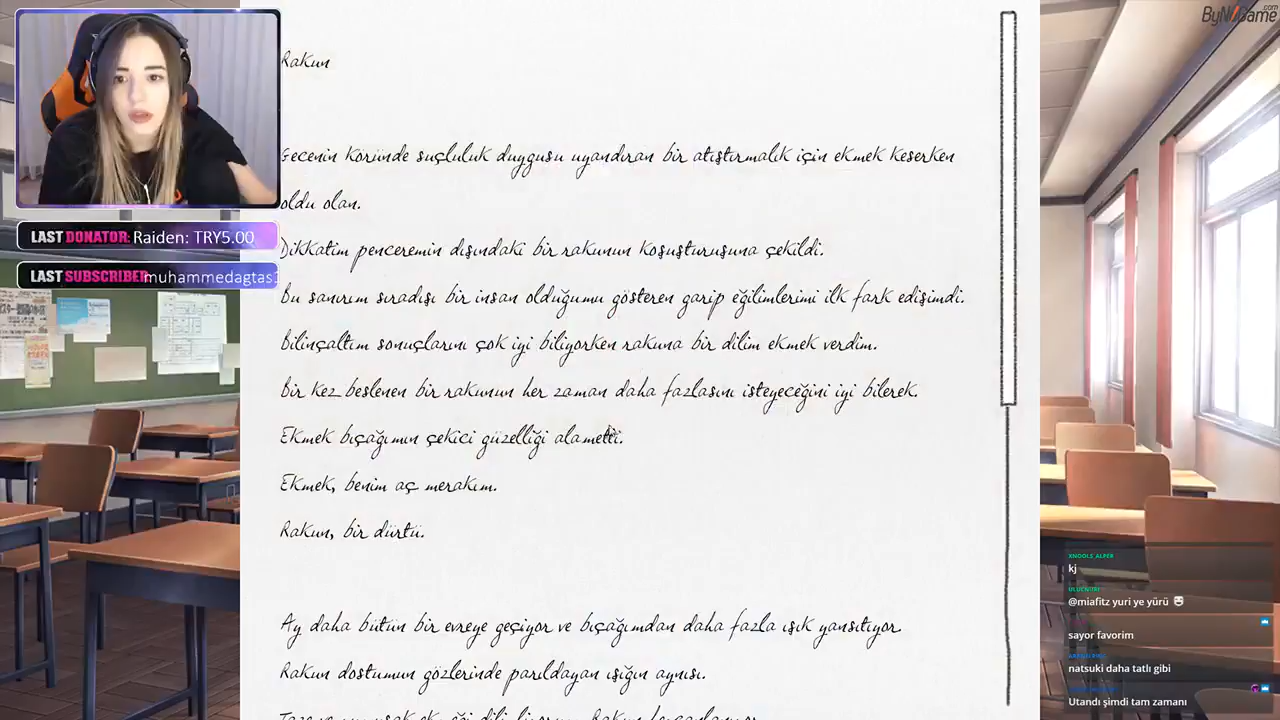 ByNoGame.com
Rakun
Gecenin köründe suçluluk duygusu uyandıran bir atıştırmalık için ekmek keserken
oldu olan.
Dikkatim penceremin dışındaki bir rakunun koşuşturuşuna çekildi.
Bu sanırım sıradışı bir insan olduğumu gösteren garip eğilimlerimi ilk fark edişimdi.
Bilinçaltım sonuçlarını çok iyi biliyorken rakuna bir dilim ekmek verdim.
Bir kez beslenen bir rakunun her zaman daha fazlasını isteyeceğini iyi bilerek.
Ekmek bıçağımın çekici güzelliği alametti.
Ekmek, benim aç merakım.
Rakun, bir dürtü.
Ay daha bütün bir evreye geçiyor ve bıçağımdan daha fazla ışık yansıtıyor
Rakun dostumun gözlerinde parıldayan ışığın aynısı.
LAST DONATOR: Raiden: TRY5.00
LAST SUBSCRIBER: muhammedagtas
XNOOLS_ALPER
kj
@miafitz yuri ye yürü
sayor favorim
natsuki daha tatlı gibi
Utandı şimdi tam zamanı